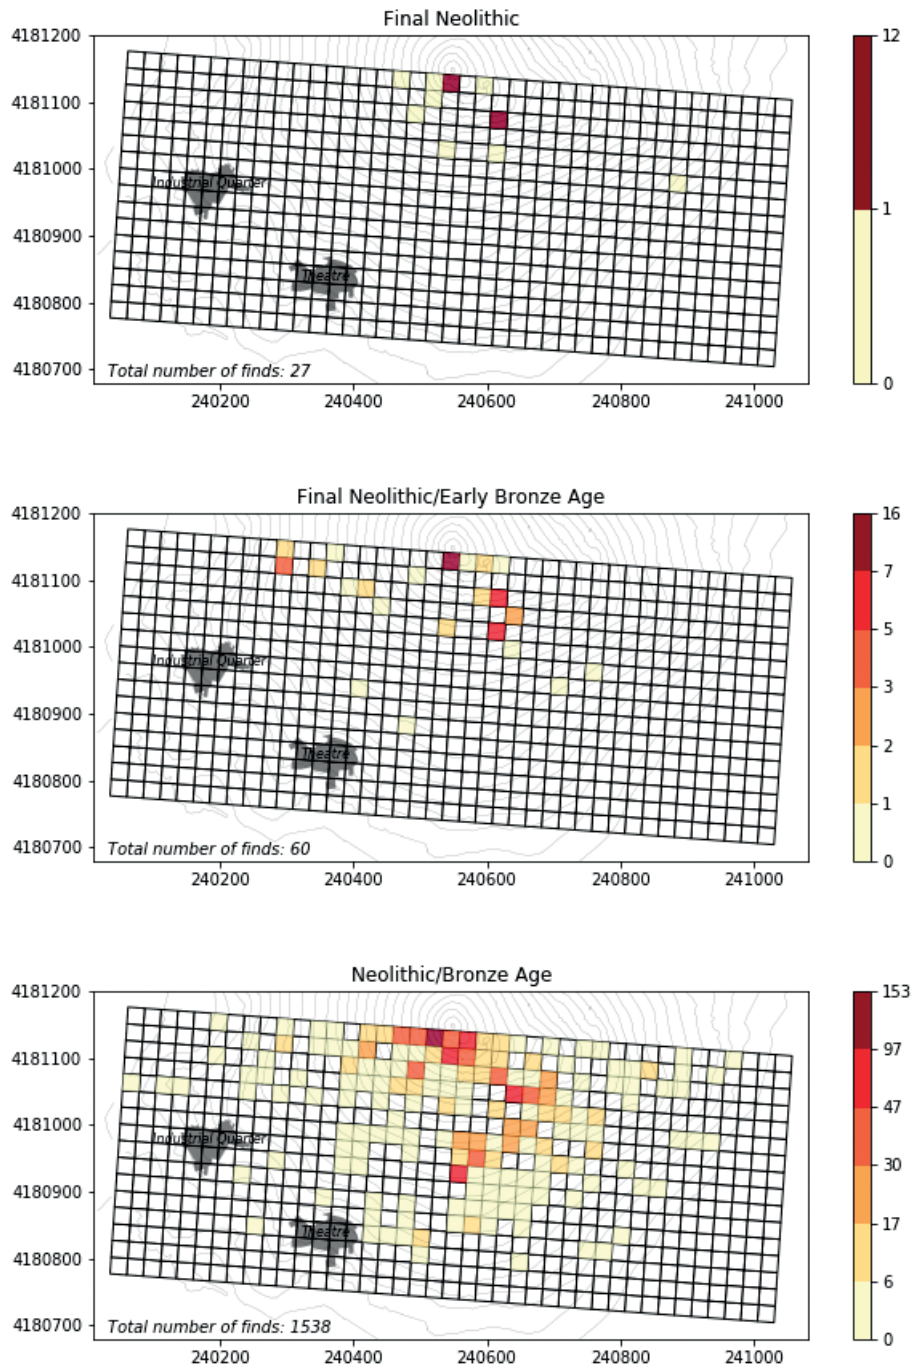 Final Neolithic
4181200
4181100
4181000
4180900
4180800
4180700
Industrial Quarter
Theatre
Total number of finds: 27
240200 240400 240600 240800 241000
12
1
0
Final Neolithic/Early Bronze Age
4181200
4181100
4181000
4180900
4180800
4180700
Industrial Quarter
Theatre
Total number of finds: 60
240200 240400 240600 240800 241000
16
7
5
3
2
1
0
Neolithic/Bronze Age
4181200
4181100
4181000
4180900
4180800
4180700
Industrial Quarter
Theatre
Total number of finds: 1538
240200 240400 240600 240800 241000
153
97
47
30
17
6
0